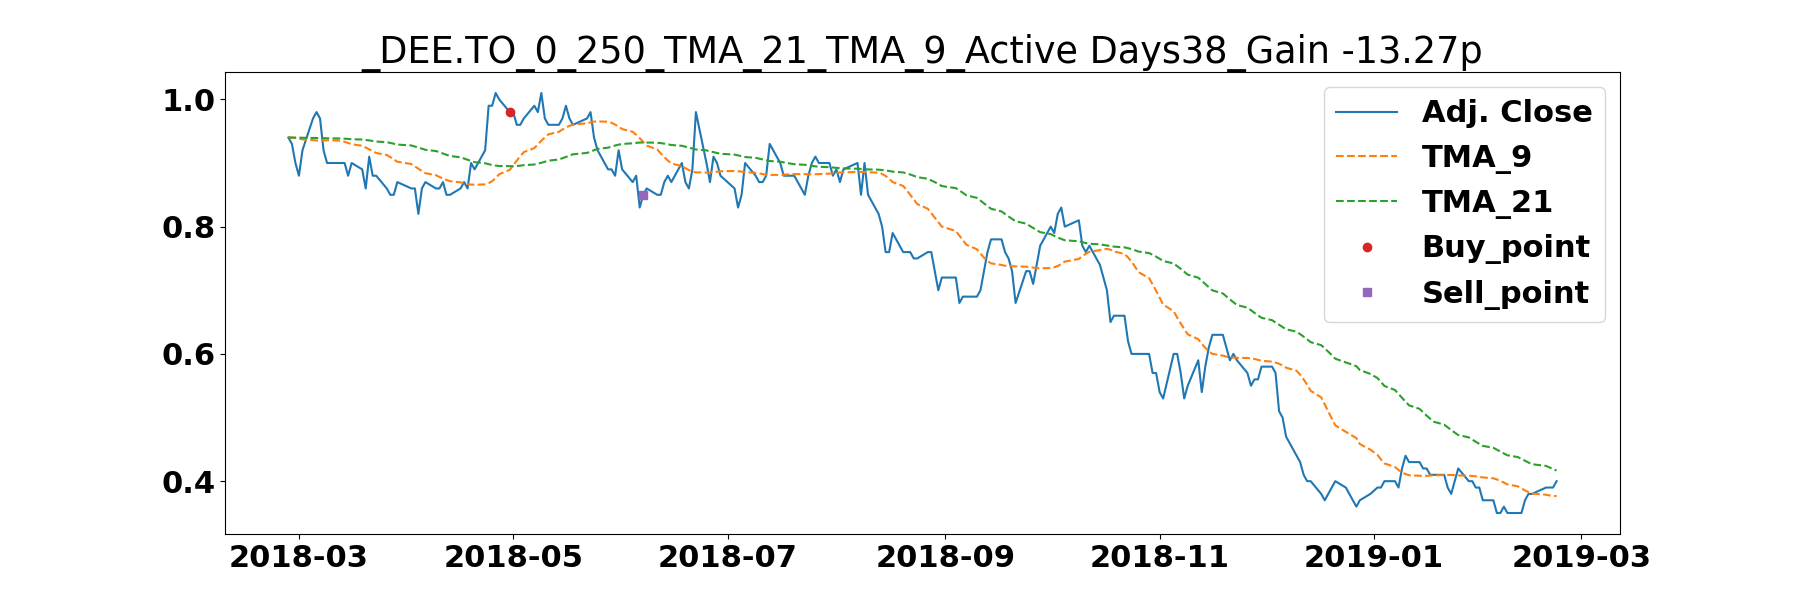 _DEE.TO_0_250_TMA_21_TMA_9_Active Days38_Gain -13.27p
1.0
0.8
0.6
0.4
Adj. Close
TMA_9
TMA_21
Buy_point
Sell_point
2018-03 2018-05 2018-07 2018-09 2018-11 2019-01 2019-03